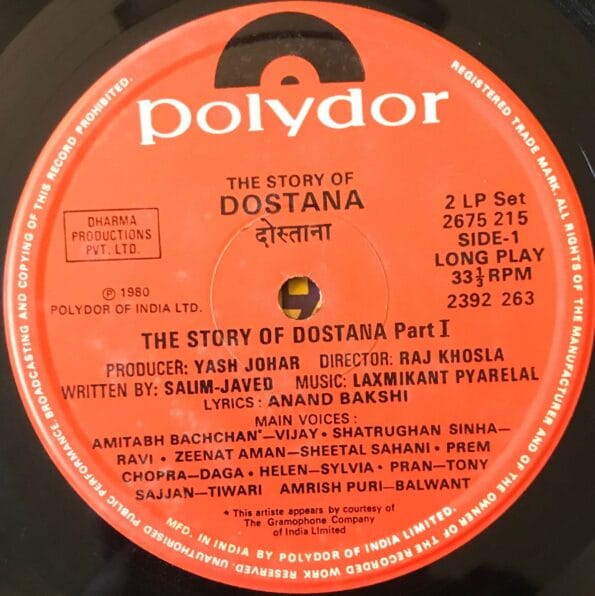 polydor
THE STORY OF
DOSTANA
दोस्ताना
DHARMA
PRODUCTIONS
PVT. LTD.
2 LP Set
2675 215
SIDE-1
LONG PLAY
33⅓ RPM
2392 263
℗ 1980
POLYDOR OF INDIA LTD.
THE STORY OF DOSTANA Part I
PRODUCER: YASH JOHAR DIRECTOR: RAJ KHOSLA
WRITTEN BY: SALIM-JAVED MUSIC: LAXMIKANT PYARELAL
LYRICS : ANAND BAKSHI
MAIN VOICES :
AMITABH BACHCHAN*—VIJAY • SHATRUGHAN SINHA—
RAVI • ZEENAT AMAN—SHEETAL SAHANI • PREM
CHOPRA—DAGA • HELEN—SYLVIA • PRAN—TONY
SAJJAN—TIWARI AMRISH PURI—BALWANT
* This artiste appears by courtesy of
The Gramophone Company
of India Limited
REGISTERED TRADE MARK. ALL RIGHTS OF THE MANUFACTURER AND OF THE OWNER OF THE RECORDED WORK RESERVED. UNAUTHORISED PUBLIC PERFORMANCE BROADCASTING AND COPYING OF THIS RECORD PROHIBITED.
MFD. IN INDIA BY POLYDOR OF INDIA LIMITED.